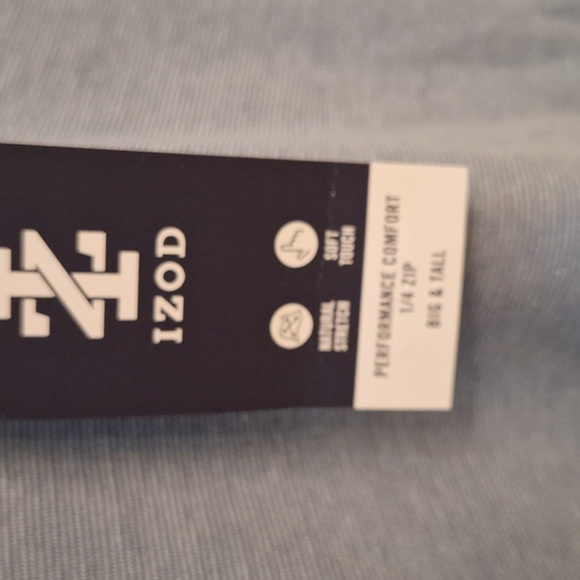 IZOD
NATURAL
STRETCH
SOFT
TOUCH
PERFORMANCE COMFORT
1/4 ZIP
BIG & TALL